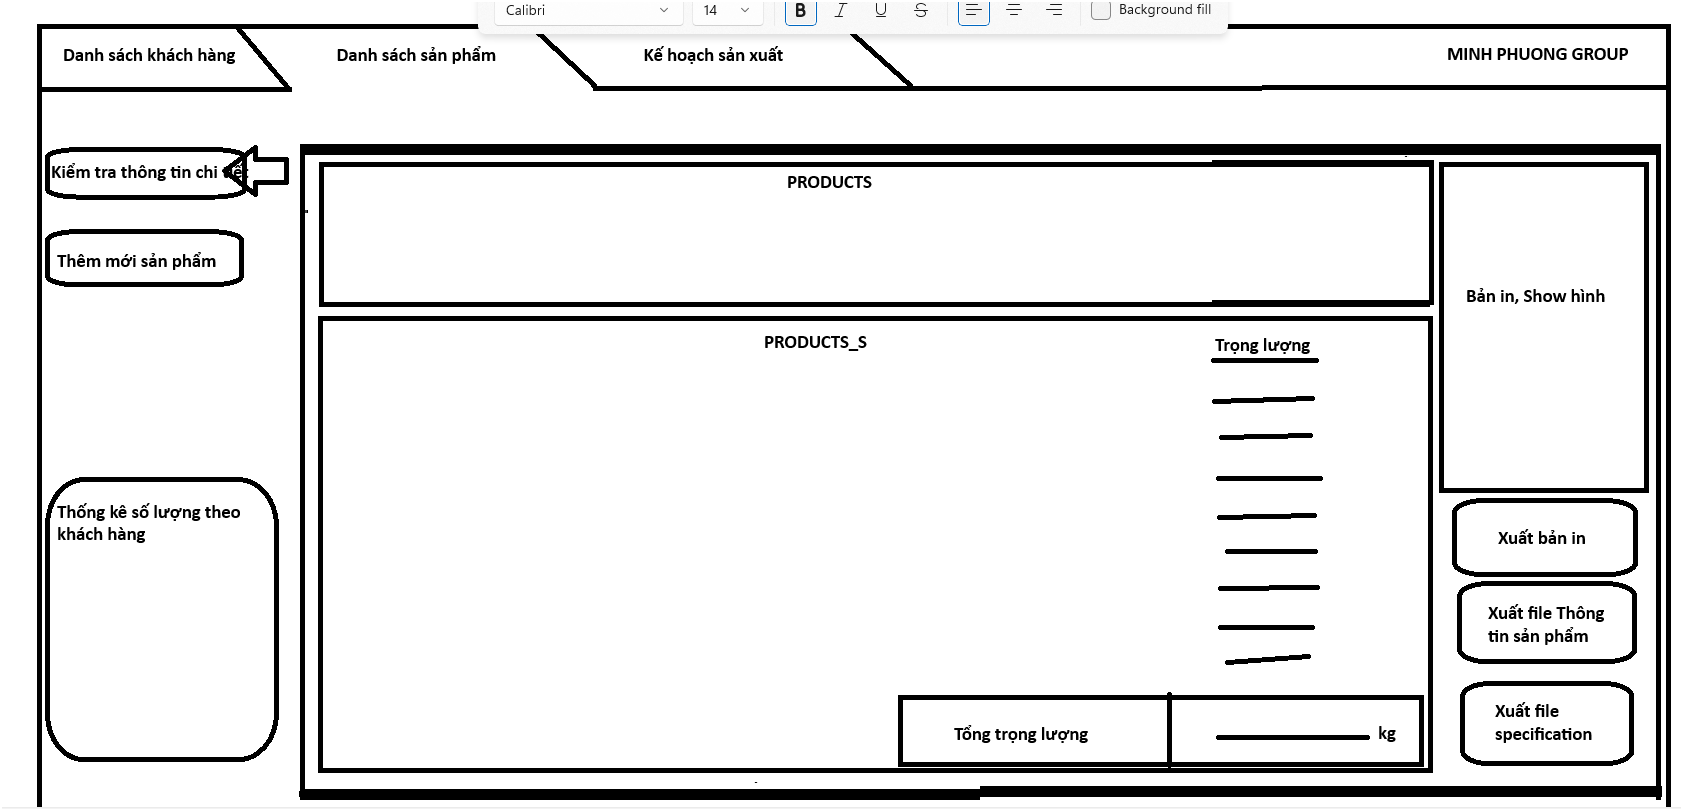 Calibri 14 B I U S Background fill
Danh sách khách hàng
Danh sách sản phẩm
Kế hoạch sản xuất
MINH PHUONG GROUP
Kiểm tra thông tin chi tiết
Thêm mới sản phẩm
Thống kê số lượng theo
khách hàng
PRODUCTS
PRODUCTS_S
Trọng lượng
Tổng trọng lượng
kg
Bản in, Show hình
Xuất bản in
Xuất file Thông
tin sản phẩm
Xuất file
specification